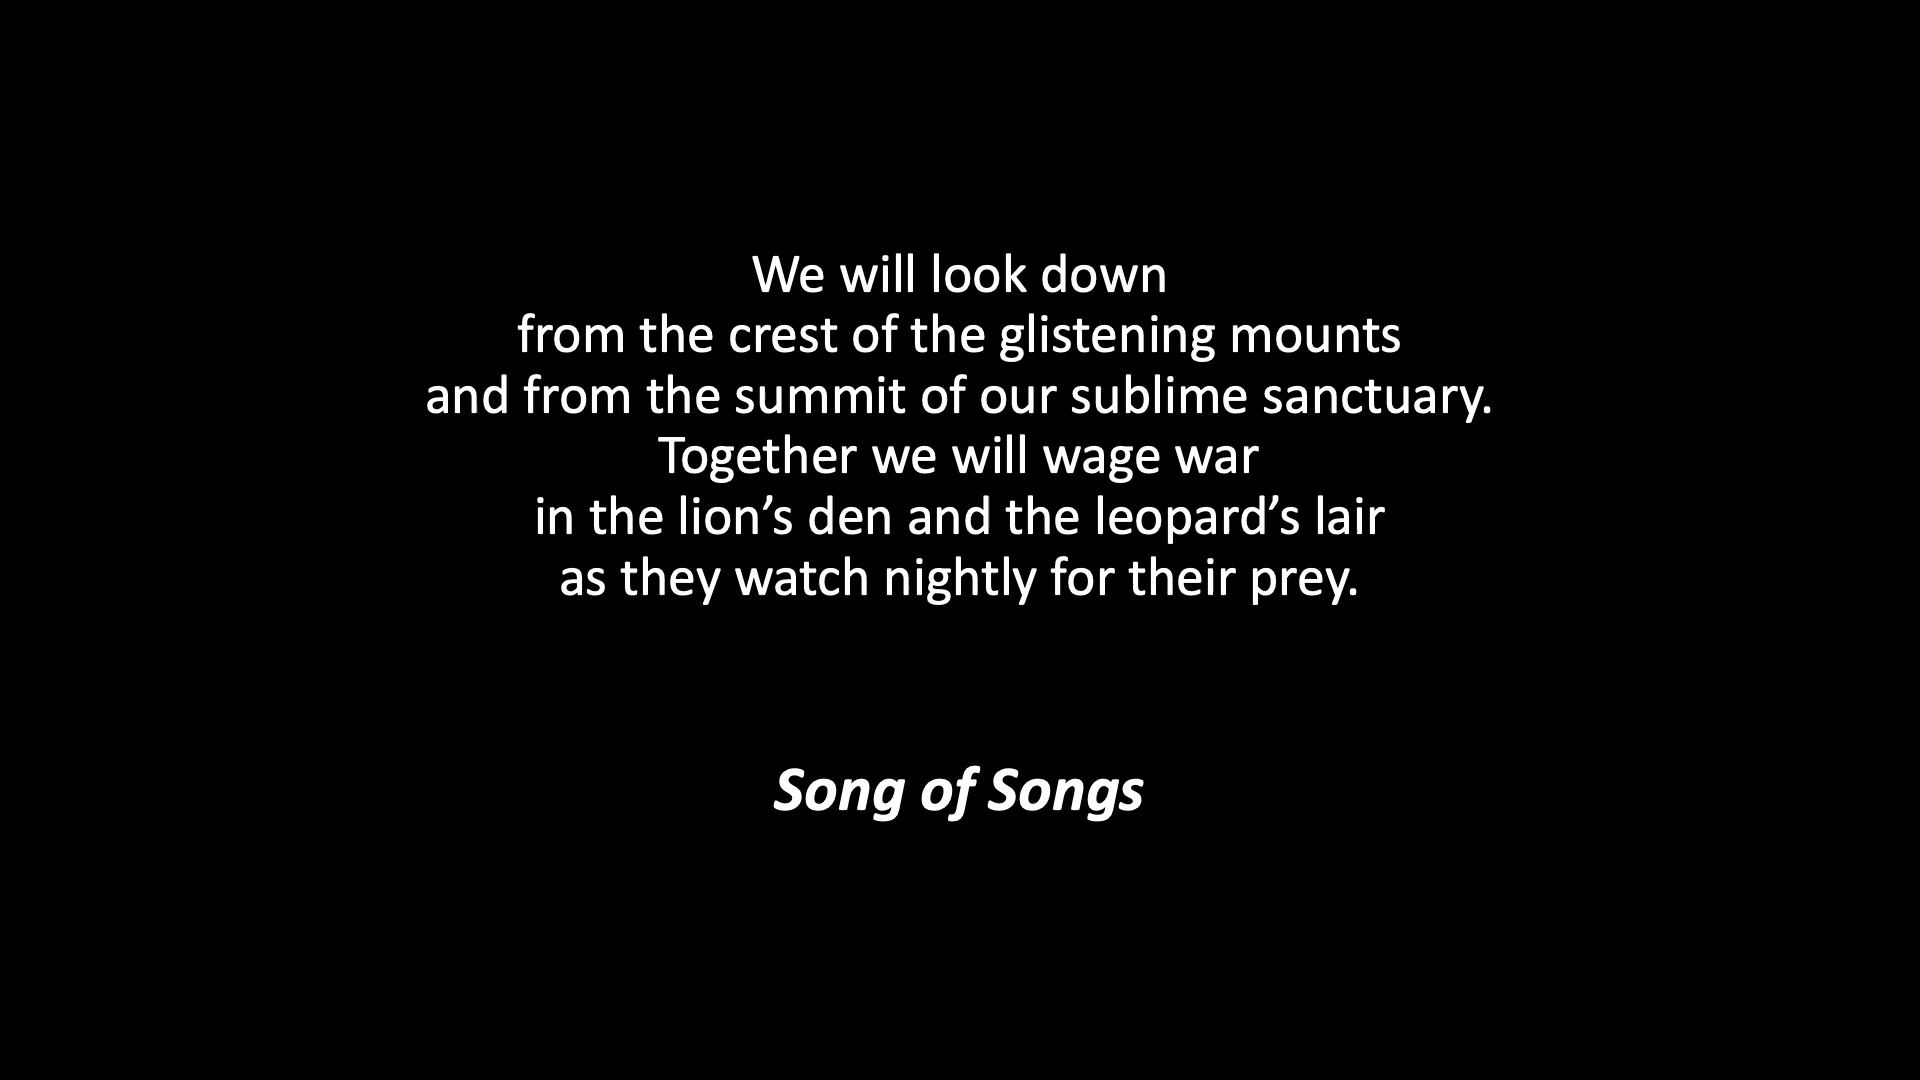 We will look down
from the crest of the glistening mounts
and from the summit of our sublime sanctuary.
Together we will wage war
in the lion’s den and the leopard’s lair
as they watch nightly for their prey.
Song of Songs